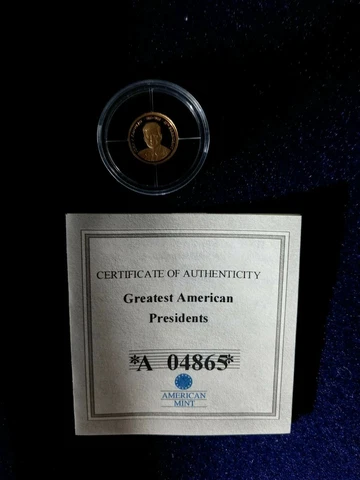 CERTIFICATE OF AUTHENTICITY
Greatest American
Presidents
*A 04865*
AMERICAN
MINT